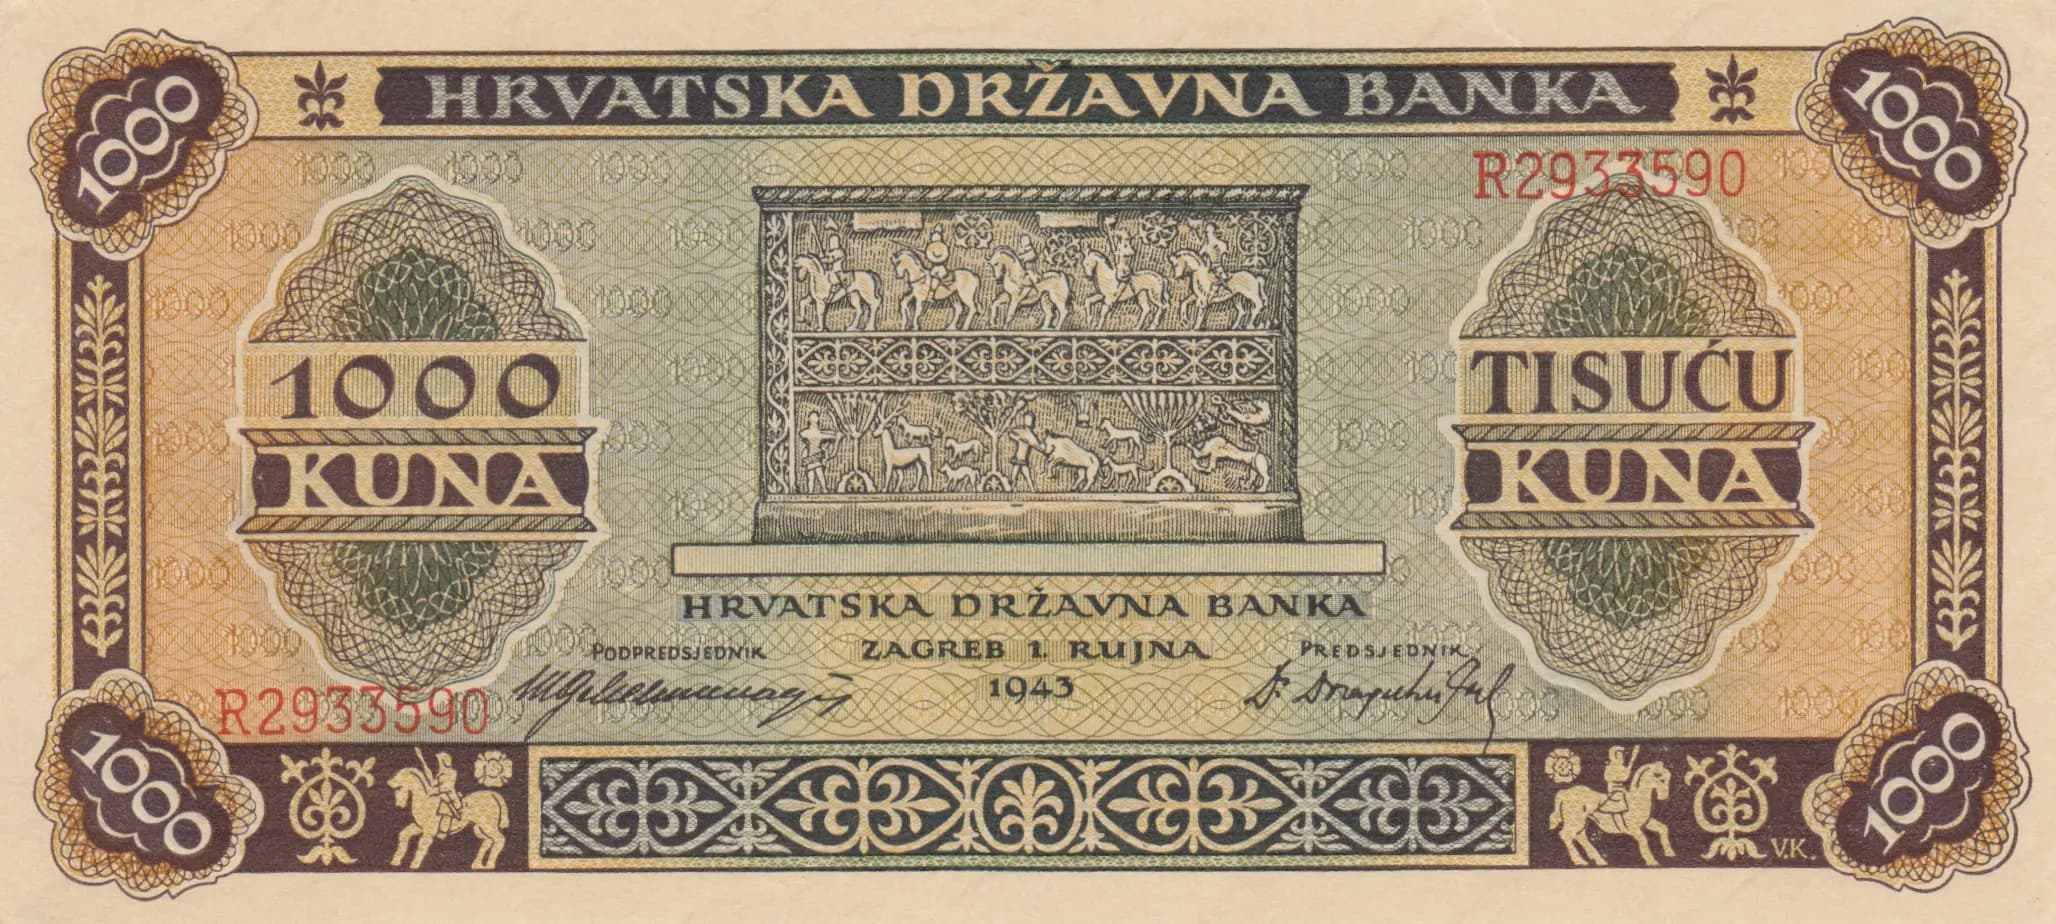 1000 1000
HRVATSKA DRŽAVNA BANKA
R2933590
1000
KUNA
TISUĆU
KUNA
HRVATSKA DRŽAVNA BANKA
PODPREDSJEDNIK
ZAGREB 1. RUJNA
1943
PREDSJEDNIK
R2933590
1000 1000
V.K.